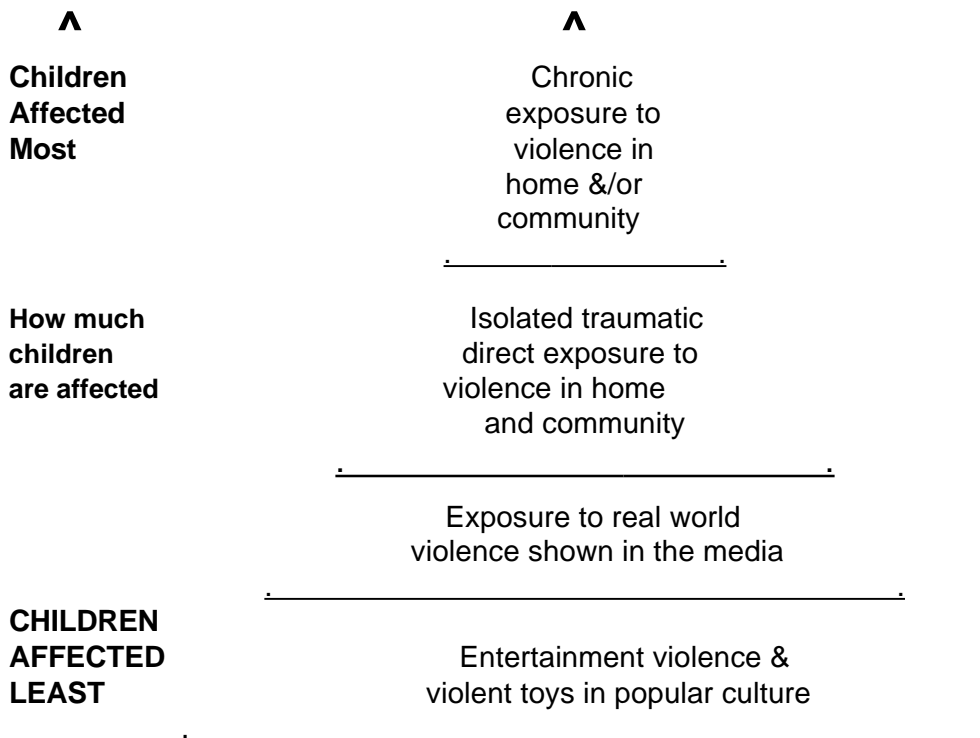 ^ ^
Children Chronic
Affected exposure to
Most violence in
home &/or
community
. .
How much Isolated traumatic
children direct exposure to
are affected violence in home
and community
. .
Exposure to real world
violence shown in the media
. .
CHILDREN
AFFECTED Entertainment violence &
LEAST violent toys in popular culture
.